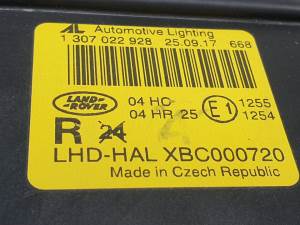 AL Automotive Lighting
1 307 022 928 25.09.17 668
LAND ROVER
04 HC
04 HR 25
E1
1255
1254
R 24
LHD-HAL XBC000720
Made in Czech Republic